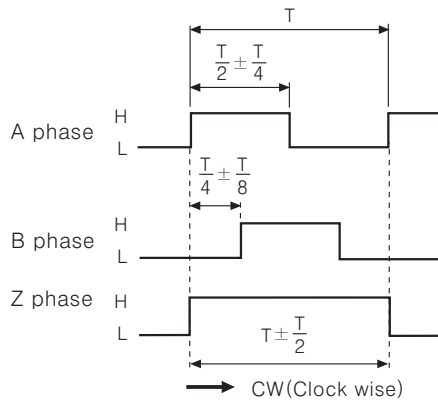 T
T/2 ± T/4
A phase H
L
T/4 ± T/8
B phase H
L
Z phase H
L
T ± T/2
CW(Clock wise)